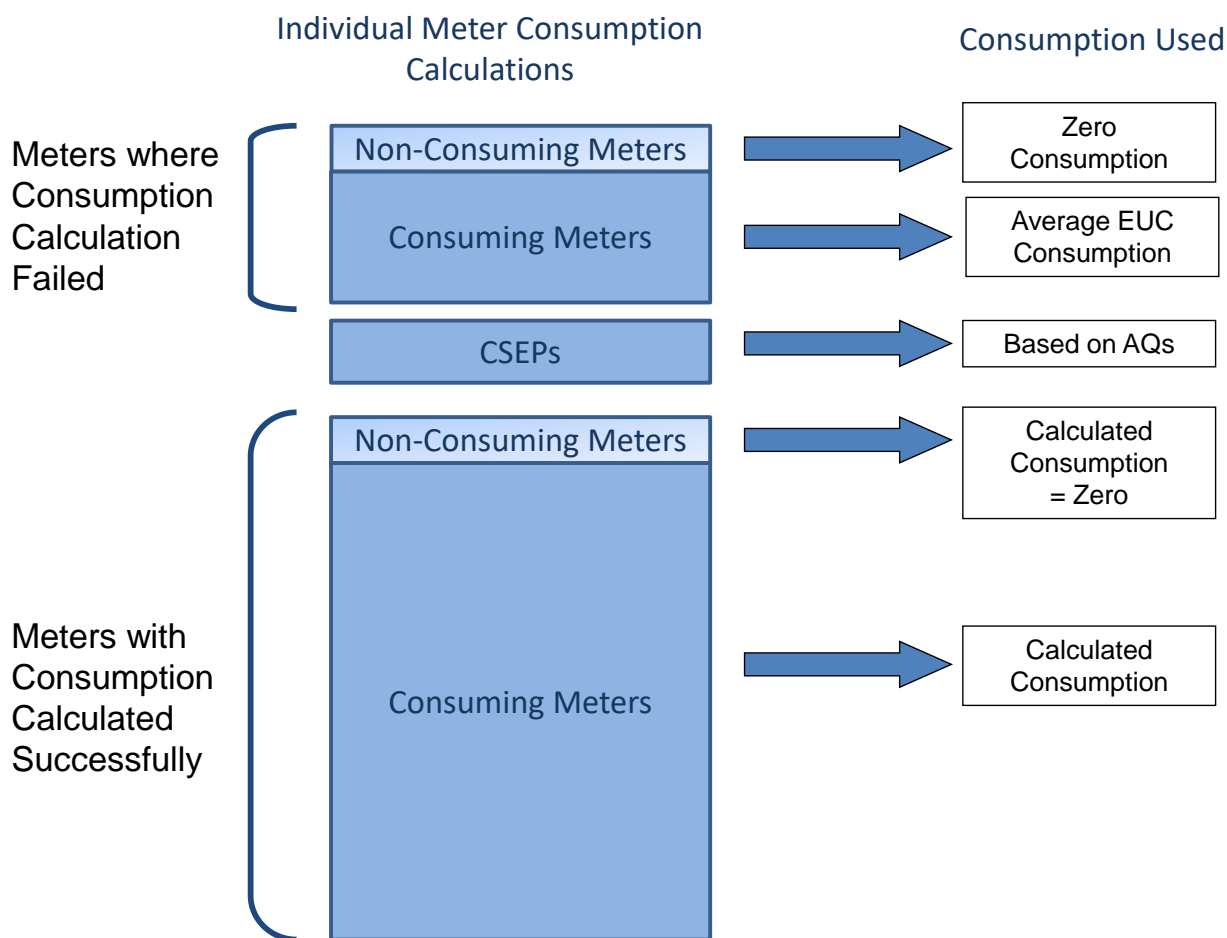 Individual Meter Consumption
Calculations
Consumption Used
Meters where
Consumption
Calculation
Failed
Non-Consuming Meters
Zero
Consumption
Consuming Meters
Average EUC
Consumption
CSEPs
Based on AQs
Meters with
Consumption
Calculated
Successfully
Non-Consuming Meters
Calculated
Consumption
= Zero
Consuming Meters
Calculated
Consumption